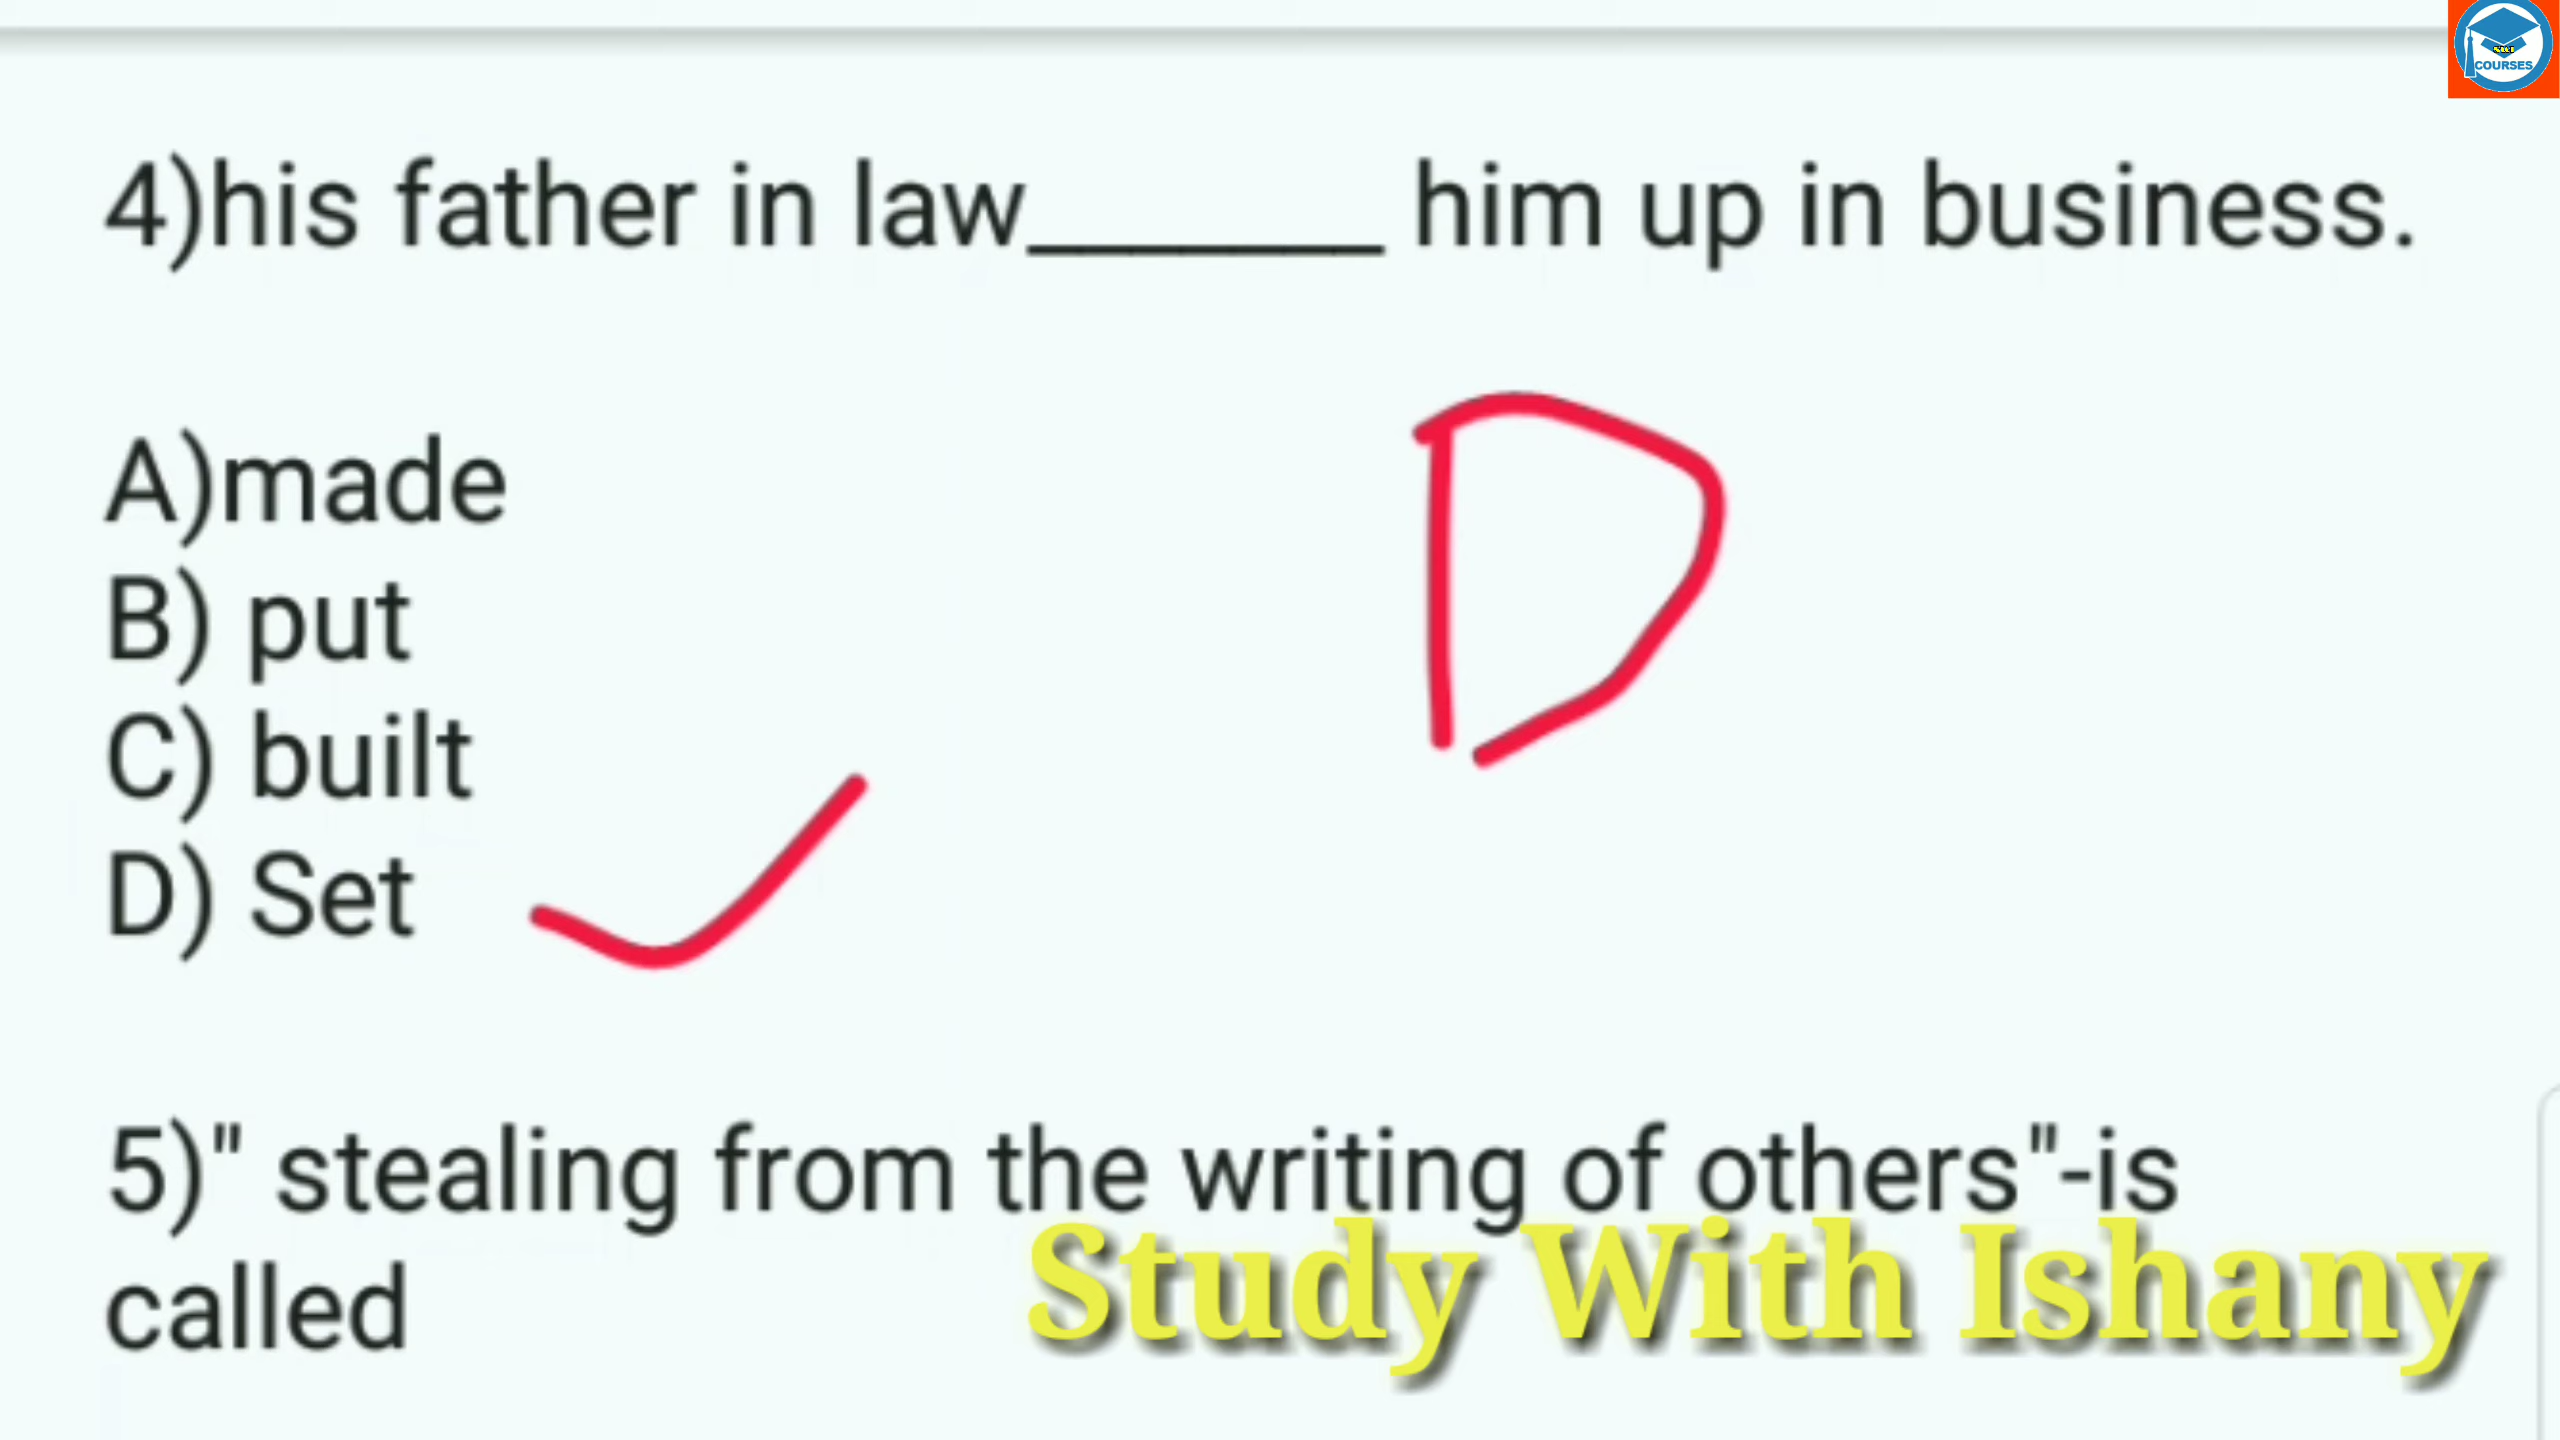 COURSES
4)his father in law_______ him up in business.
A)made
B) put
C) built
D) Set
D
5)" stealing from the writing of others"-is
called
Study With Ishany